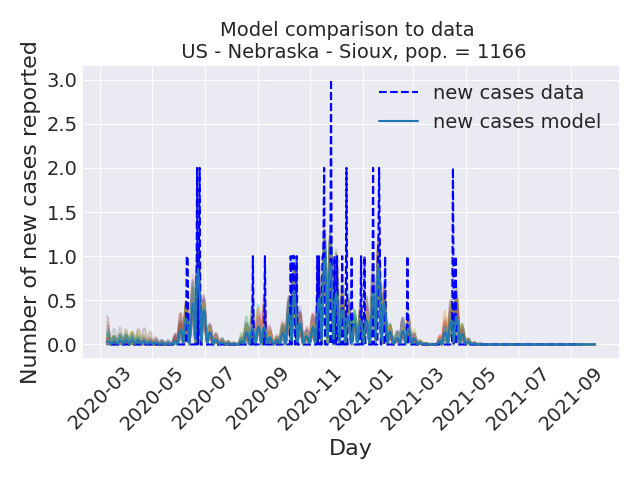 Model comparison to data
US - Nebraska - Sioux, pop. = 1166
Number of new cases reported
3.0
2.5
2.0
1.5
1.0
0.5
0.0
new cases data
new cases model
2020-03
2020-05
2020-07
2020-09
2020-11
2021-01
2021-03
2021-05
2021-07
2021-09
Day